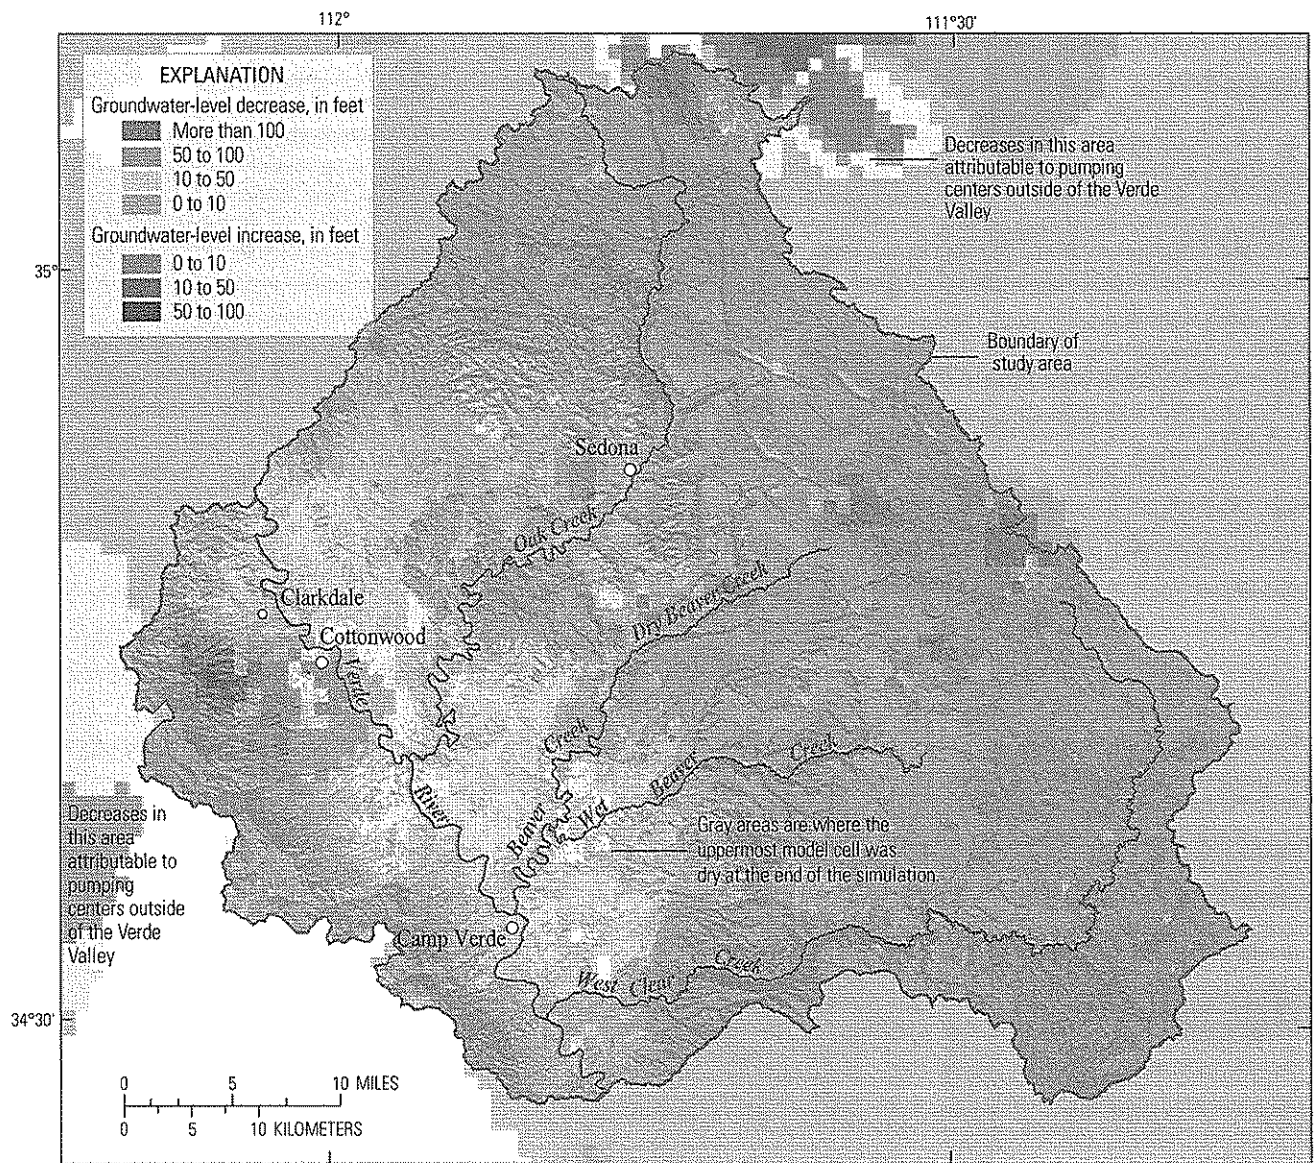 112°
111°30'
EXPLANATION
Groundwater-level decrease, in feet
More than 100
50 to 100
10 to 50
0 to 10
Groundwater-level increase, in feet
0 to 10
10 to 50
50 to 100
Decreases in this area
attributable to pumping
centers outside of the Verde
Valley
35°
Boundary of
study area
Sedona
Oak Creek
Dry Beaver Creek
Clarkdale
Cottonwood
Verde
River
Beaver
Creek
Wet
Beaver
Creek
Decreases in
this area
attributable to
pumping
centers outside
of the Verde
Valley
Gray areas are where the
uppermost model cell was
dry at the end of the simulation
Camp Verde
West Clear
Creek
34°30'
0 5 10 MILES
0 5 10 KILOMETERS